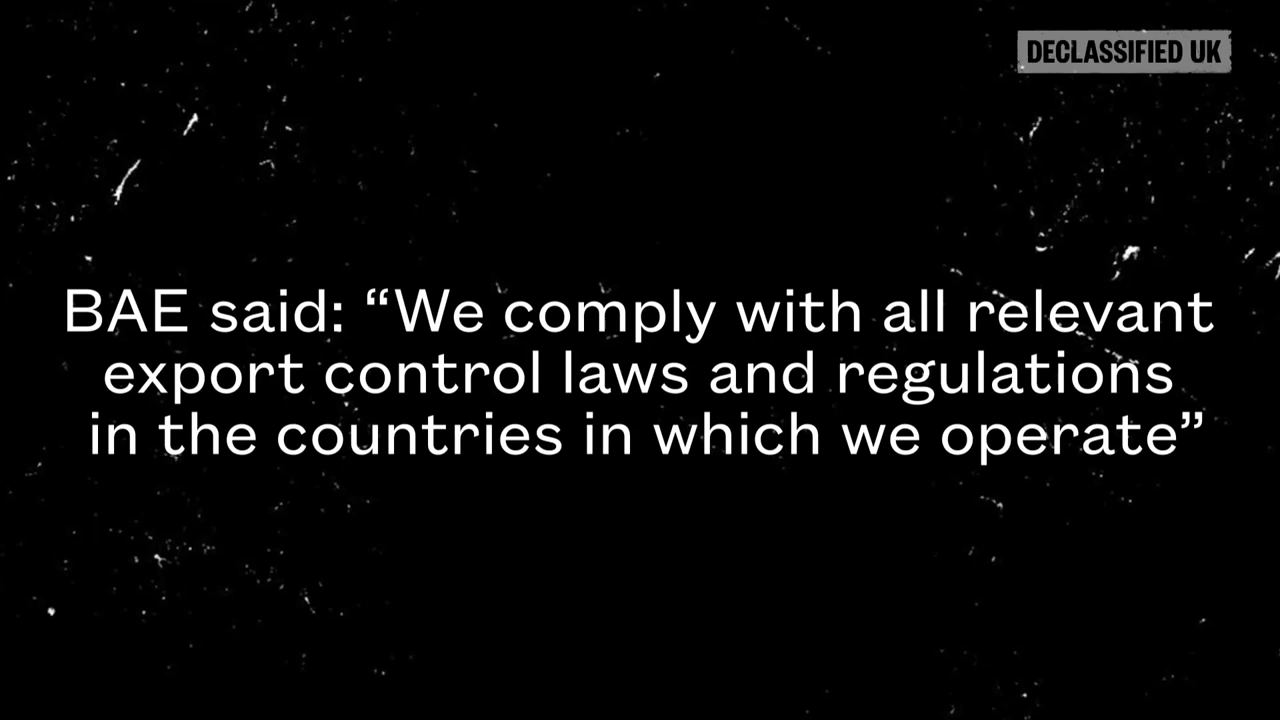 DECLASSIFIED UK
BAE said: “We comply with all relevant
export control laws and regulations
in the countries in which we operate”